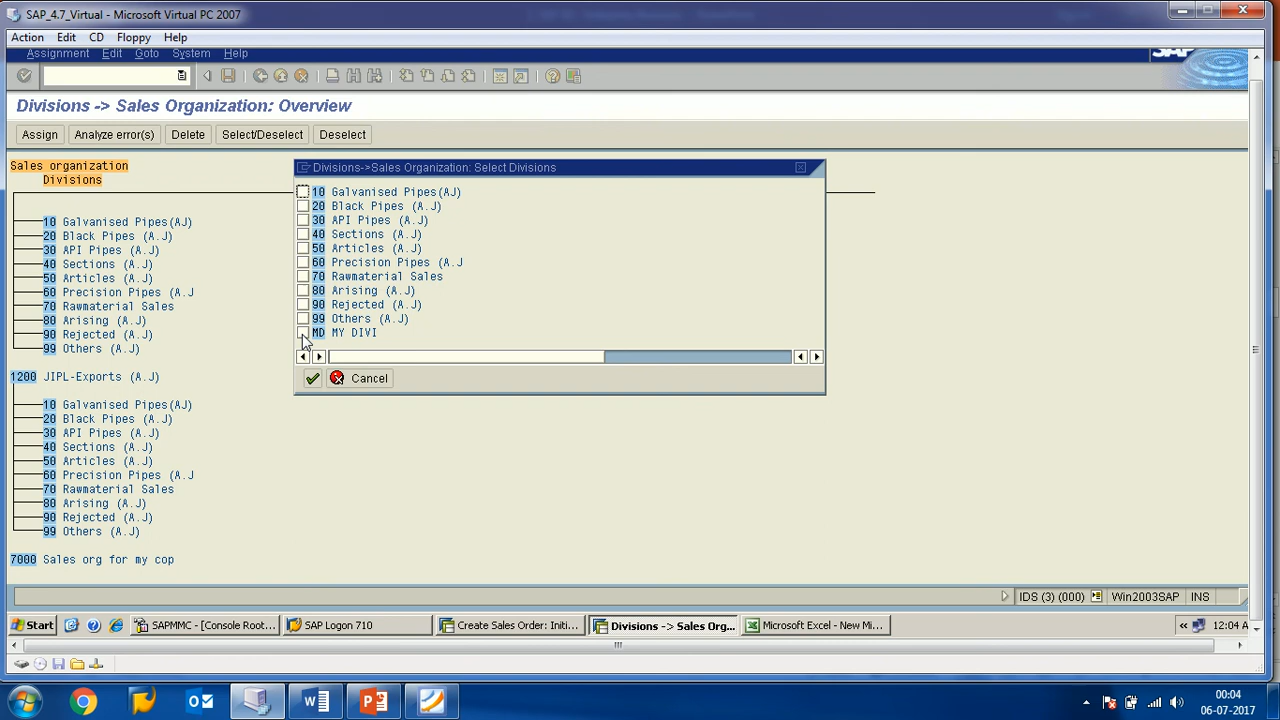 SAP_4.7_Virtual - Microsoft Virtual PC 2007
Action Edit CD Floppy Help
Assignment Edit Goto System Help
SAP
Divisions -> Sales Organization: Overview
Assign Analyze error(s) Delete Select/Deselect Deselect
Sales organization
Divisions
10 Galvanised Pipes(AJ)
20 Black Pipes (A.J)
30 API Pipes (A.J)
40 Sections (A.J)
50 Articles (A.J)
60 Precision Pipes (A.J
70 Rawmaterial Sales
80 Arising (A.J)
90 Rejected (A.J)
99 Others (A.J)
1200 JIPL-Exports (A.J)
10 Galvanised Pipes(AJ)
20 Black Pipes (A.J)
30 API Pipes (A.J)
40 Sections (A.J)
50 Articles (A.J)
60 Precision Pipes (A.J
70 Rawmaterial Sales
80 Arising (A.J)
90 Rejected (A.J)
99 Others (A.J)
7000 Sales org for my cop
Divisions->Sales Organization: Select Divisions
10 Galvanised Pipes(AJ)
20 Black Pipes (A.J)
30 API Pipes (A.J)
40 Sections (A.J)
50 Articles (A.J)
60 Precision Pipes (A.J
70 Rawmaterial Sales
80 Arising (A.J)
90 Rejected (A.J)
99 Others (A.J)
MD MY DIVI
Cancel
IDS (3) (000) Win2003SAP INS
Start SAPMMC - [Console Root... SAP Logon 710 Create Sales Order: Initi... Divisions -> Sales Org... Microsoft Excel - New Mi... « 12:04 A
00:04
06-07-2017